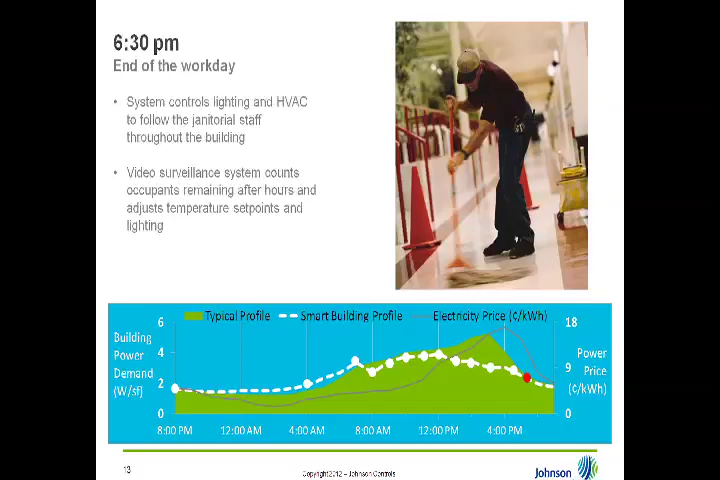 6:30 pm
End of the workday
• System controls lighting and HVAC
to follow the janitorial staff
throughout the building
• Video surveillance system counts
occupants remaining after hours and
adjusts temperature setpoints and
lighting
Typical Profile Smart Building Profile Electricity Price (¢/kWh)
Building
Power
Demand
(W/sf)
6
4
2
0
18
9
0
Power
Price
(¢/kWh)
8:00 PM 12:00 AM 4:00 AM 8:00 AM 12:00 PM 4:00 PM
13
Copyright 2012 – Johnson Controls
Johnson